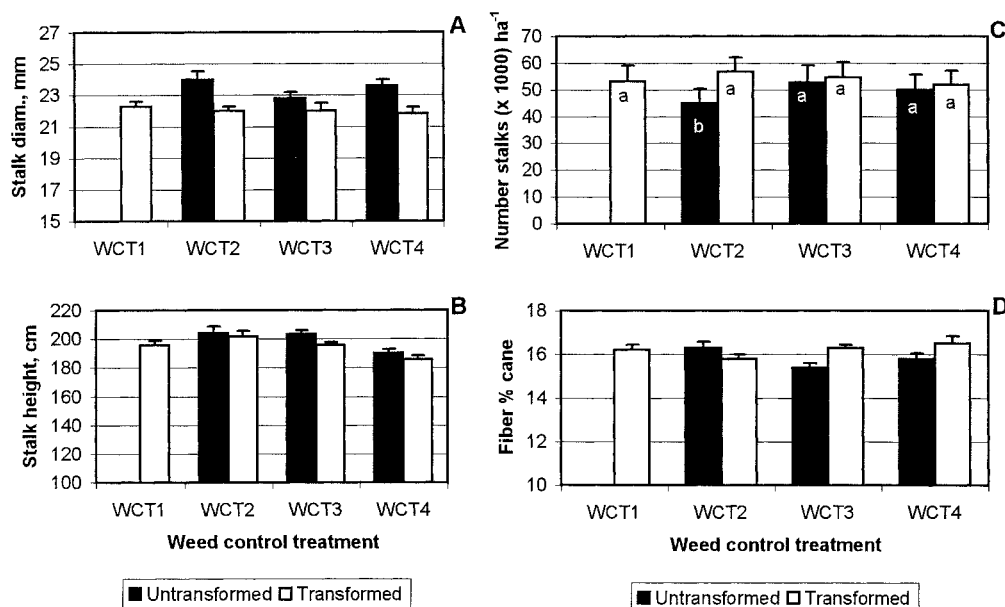 A
Stalk diam., mm
27
25
23
21
19
17
15
WCT1 WCT2 WCT3 WCT4
B
Stalk height, cm
220
200
180
160
140
120
100
WCT1 WCT2 WCT3 WCT4
Weed control treatment
Untransformed Transformed
C
Number stalks (x 1000) ha-1
70
60
50
40
30
20
10
0
a b a a a a a
WCT1 WCT2 WCT3 WCT4
D
Fiber % cane
18
16
14
12
10
WCT1 WCT2 WCT3 WCT4
Weed control treatment
Untransformed Transformed